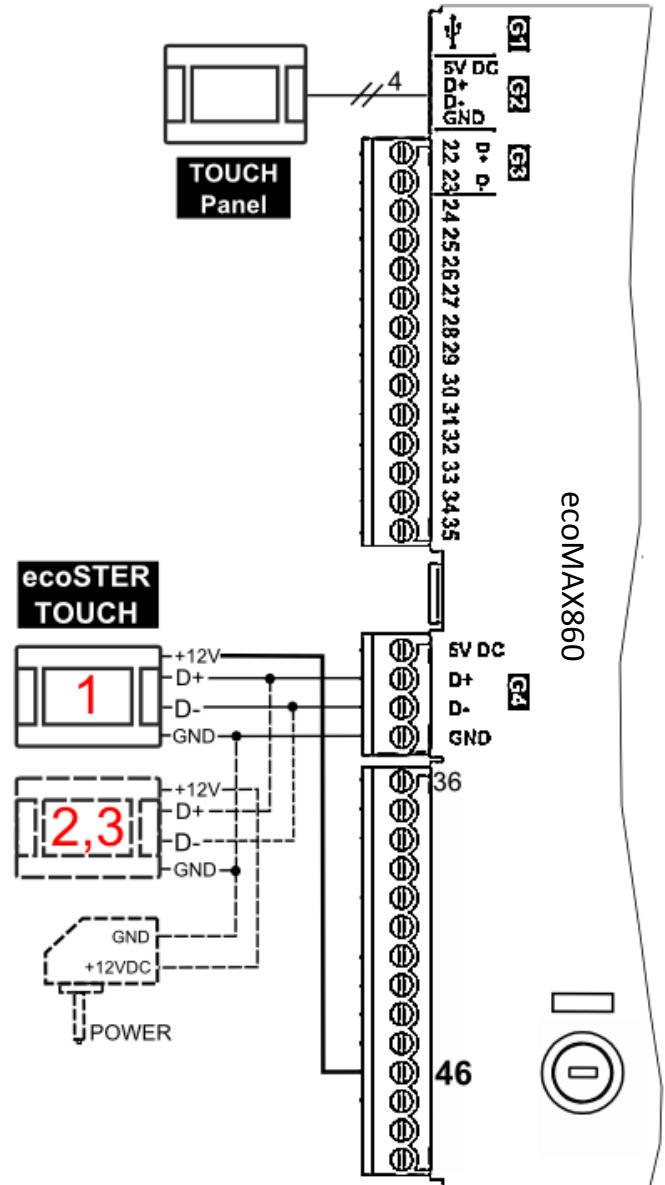 G1
5V DC
D+
D-
GND
G2
4
TOUCH
Panel
22 D+
23 D-
G3
24
25
26
27
28
29
30
31
32
33
34
35
ecoMAX860
ecoSTER
TOUCH
1
+12V
D+
D-
GND
5V DC
D+
D-
GND
G4
2,3
+12V
D+
D-
GND
36
GND
+12VDC
POWER
46